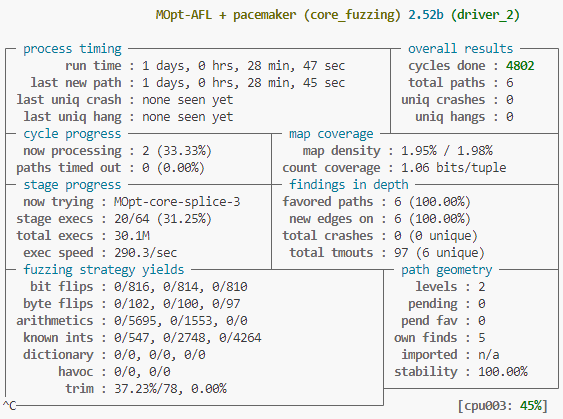 MOpt-AFL + pacemaker (core_fuzzing) 2.52b (driver_2)
process timing
overall results
run time : 1 days, 0 hrs, 28 min, 47 sec
cycles done : 4802
last new path : 1 days, 0 hrs, 28 min, 45 sec
total paths : 6
last uniq crash : none seen yet
uniq crashes : 0
last uniq hang : none seen yet
uniq hangs : 0
cycle progress
map coverage
now processing : 2 (33.33%)
map density : 1.95% / 1.98%
paths timed out : 0 (0.00%)
count coverage : 1.06 bits/tuple
stage progress
findings in depth
now trying : MOpt-core-splice-3
favored paths : 6 (100.00%)
stage execs : 20/64 (31.25%)
new edges on : 6 (100.00%)
total execs : 30.1M
total crashes : 0 (0 unique)
exec speed : 290.3/sec
total tmouts : 97 (6 unique)
fuzzing strategy yields
path geometry
bit flips : 0/816, 0/814, 0/810
levels : 2
byte flips : 0/102, 0/100, 0/97
pending : 0
arithmetics : 0/5695, 0/1553, 0/0
pend fav : 0
known ints : 0/547, 0/2748, 0/4264
own finds : 5
dictionary : 0/0, 0/0, 0/0
imported : n/a
havoc : 0/0, 0/0
stability : 100.00%
trim : 37.23%/78, 0.00%
^C
[cpu003: 45%]